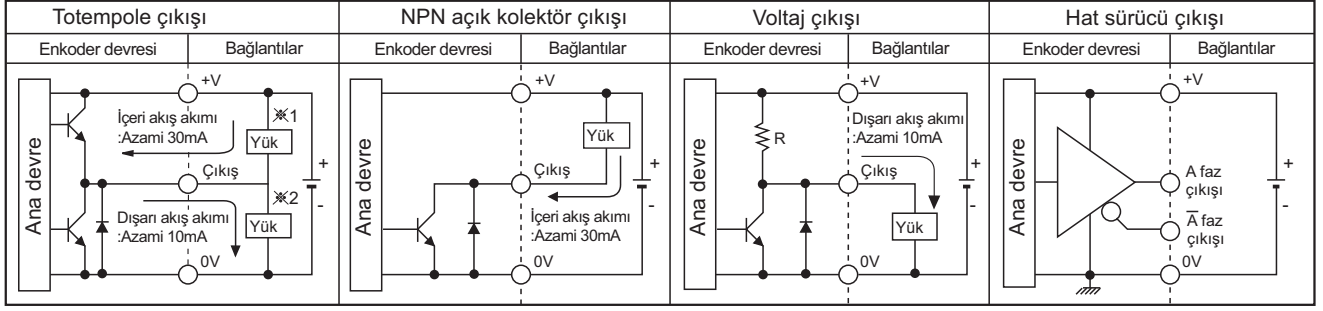 Totempole çıkışı
Enkoder devresi
Bağlantılar
Ana devre
+V
İçeri akış akımı
:Azami 30mA
※1
Yük
Çıkış
※2
Dışarı akış akımı
:Azami 10mA
Yük
0V
+
-
NPN açık kolektör çıkışı
Enkoder devresi
Bağlantılar
Ana devre
+V
Yük
Çıkış
İçeri akış akımı
:Azami 30mA
0V
+
-
Voltaj çıkışı
Enkoder devresi
Bağlantılar
Ana devre
+V
R
Dışarı akış akımı
:Azami 10mA
Çıkış
Yük
0V
+
-
Hat sürücü çıkışı
Enkoder devresi
Bağlantılar
Ana devre
+V
A faz
çıkışı
A̅ faz
çıkışı
0V
+
-